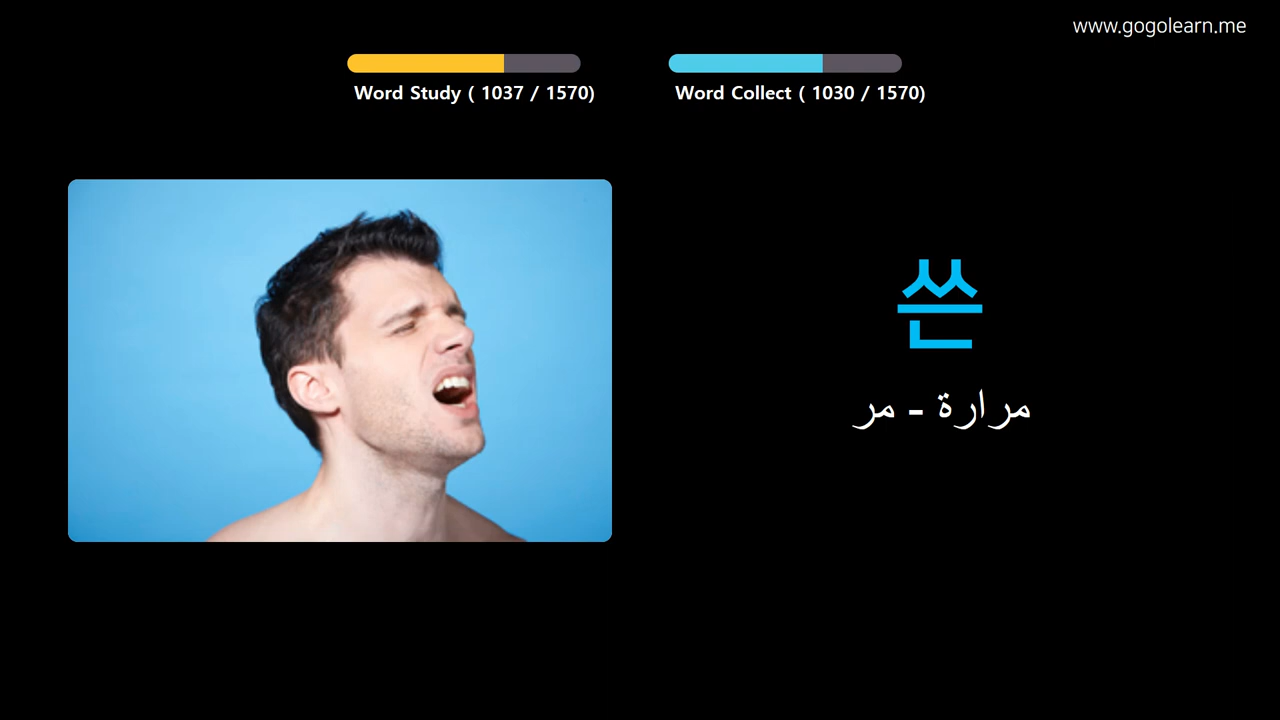 www.gogolearn.me
Word Study ( 1037 / 1570)
Word Collect ( 1030 / 1570)
쓴
مرارة - مر